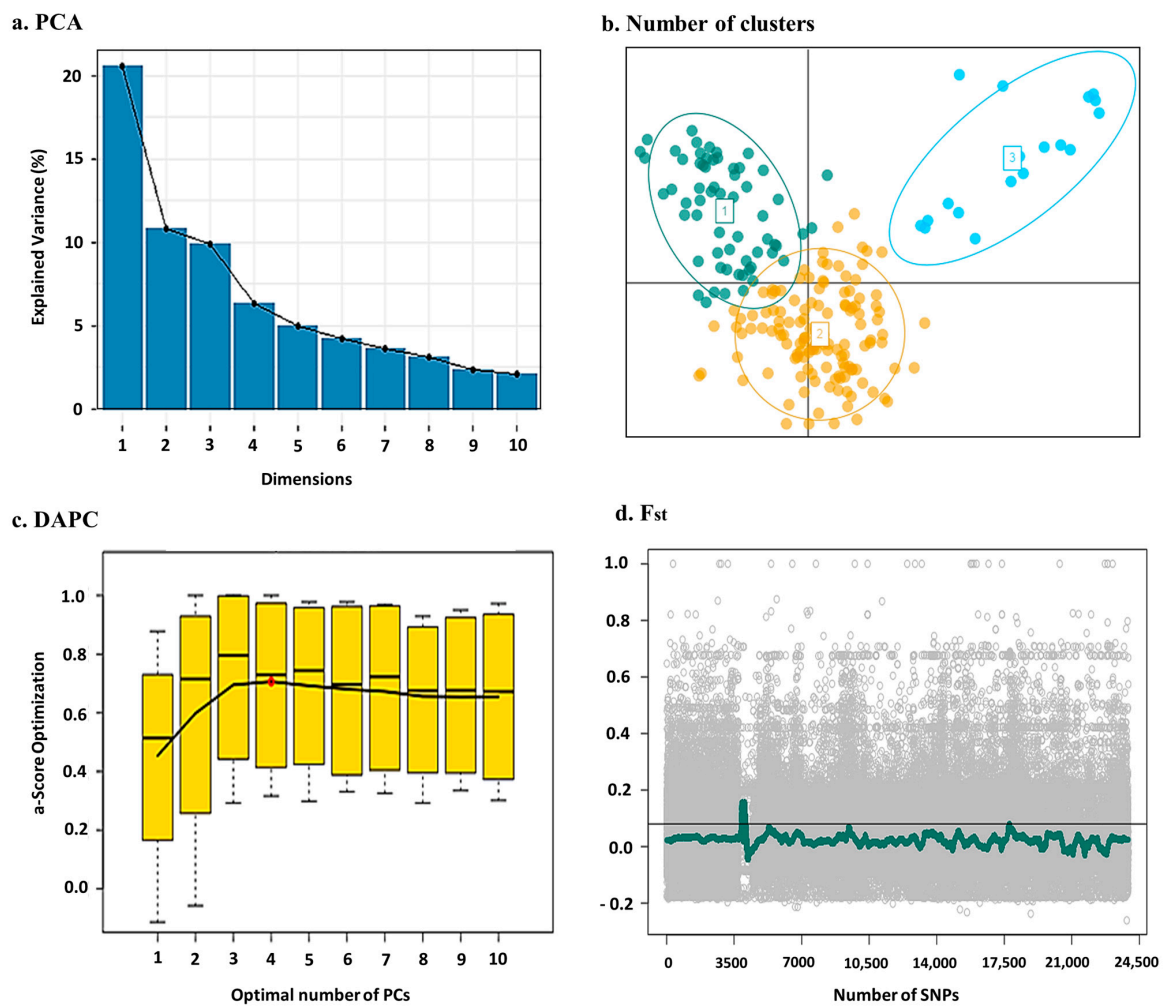 a. PCA
Explained Variance (%)
20
15
10
5
0
1 2 3 4 5 6 7 8 9 10
Dimensions
b. Number of clusters
1
2
3
c. DAPC
a-Score Optimization
1.0
0.8
0.6
0.4
0.2
0.0
1 2 3 4 5 6 7 8 9 10
Optimal number of PCs
d. Fst
1.0
0.8
0.6
0.4
0.2
0.0
- 0.2
0 3500 7000 10,500 14,000 17,500 21,000 24,500
Number of SNPs